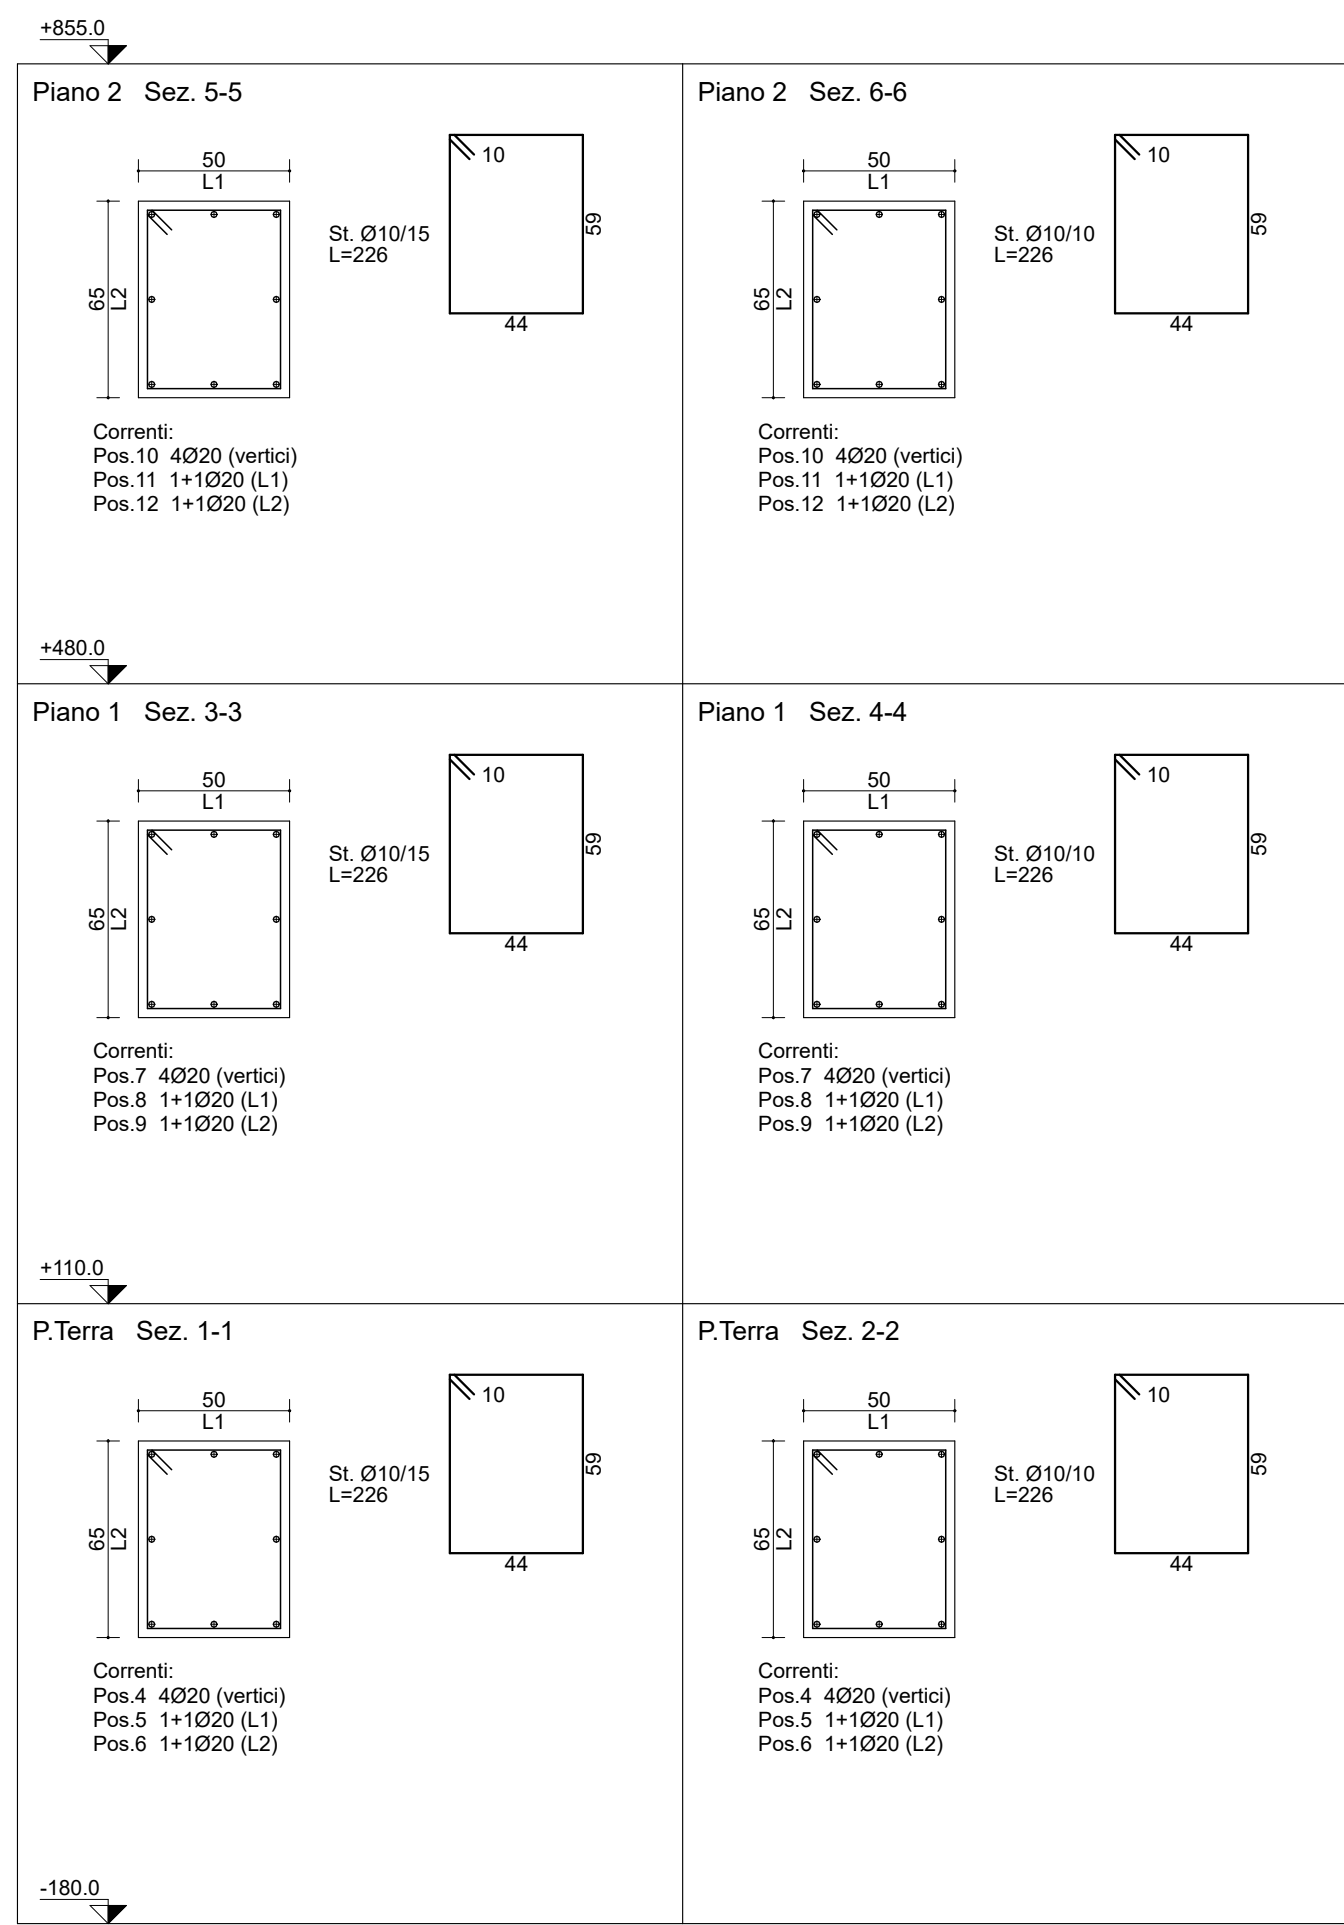 +855.0
Piano 2 Sez. 5-5
50
L1
65
L2
St. Ø10/15
L=226
10
59
44
Correnti:
Pos.10 4Ø20 (vertici)
Pos.11 1+1Ø20 (L1)
Pos.12 1+1Ø20 (L2)
Piano 2 Sez. 6-6
50
L1
65
L2
St. Ø10/10
L=226
10
59
44
Correnti:
Pos.10 4Ø20 (vertici)
Pos.11 1+1Ø20 (L1)
Pos.12 1+1Ø20 (L2)
+480.0
Piano 1 Sez. 3-3
50
L1
65
L2
St. Ø10/15
L=226
10
59
44
Correnti:
Pos.7 4Ø20 (vertici)
Pos.8 1+1Ø20 (L1)
Pos.9 1+1Ø20 (L2)
Piano 1 Sez. 4-4
50
L1
65
L2
St. Ø10/10
L=226
10
59
44
Correnti:
Pos.7 4Ø20 (vertici)
Pos.8 1+1Ø20 (L1)
Pos.9 1+1Ø20 (L2)
+110.0
P.Terra Sez. 1-1
50
L1
65
L2
St. Ø10/15
L=226
10
59
44
Correnti:
Pos.4 4Ø20 (vertici)
Pos.5 1+1Ø20 (L1)
Pos.6 1+1Ø20 (L2)
P.Terra Sez. 2-2
50
L1
65
L2
St. Ø10/10
L=226
10
59
44
Correnti:
Pos.4 4Ø20 (vertici)
Pos.5 1+1Ø20 (L1)
Pos.6 1+1Ø20 (L2)
-180.0